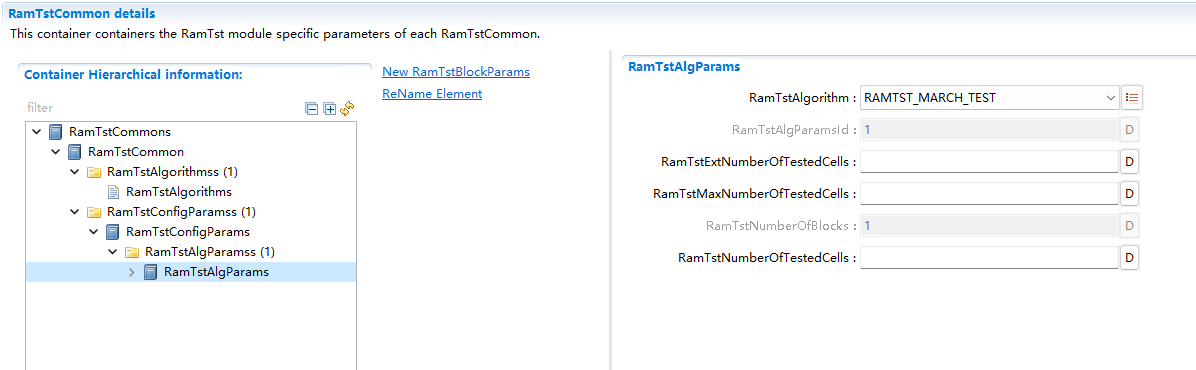 RamTstCommon details
This container containers the RamTst module specific parameters of each RamTstCommon.
Container Hierarchical information:
filter
RamTstCommons
RamTstCommon
RamTstAlgorithmss (1)
RamTstAlgorithms
RamTstConfigParamss (1)
RamTstConfigParams
RamTstAlgParamss (1)
RamTstAlgParams
New RamTstBlockParams
ReName Element
RamTstAlgParams
RamTstAlgorithm : RAMTST_MARCH_TEST
RamTstAlgParamsId : 1 D
RamTstExtNumberOfTestedCells : D
RamTstMaxNumberOfTestedCells : D
RamTstNumberOfBlocks : 1 D
RamTstNumberOfTestedCells : D